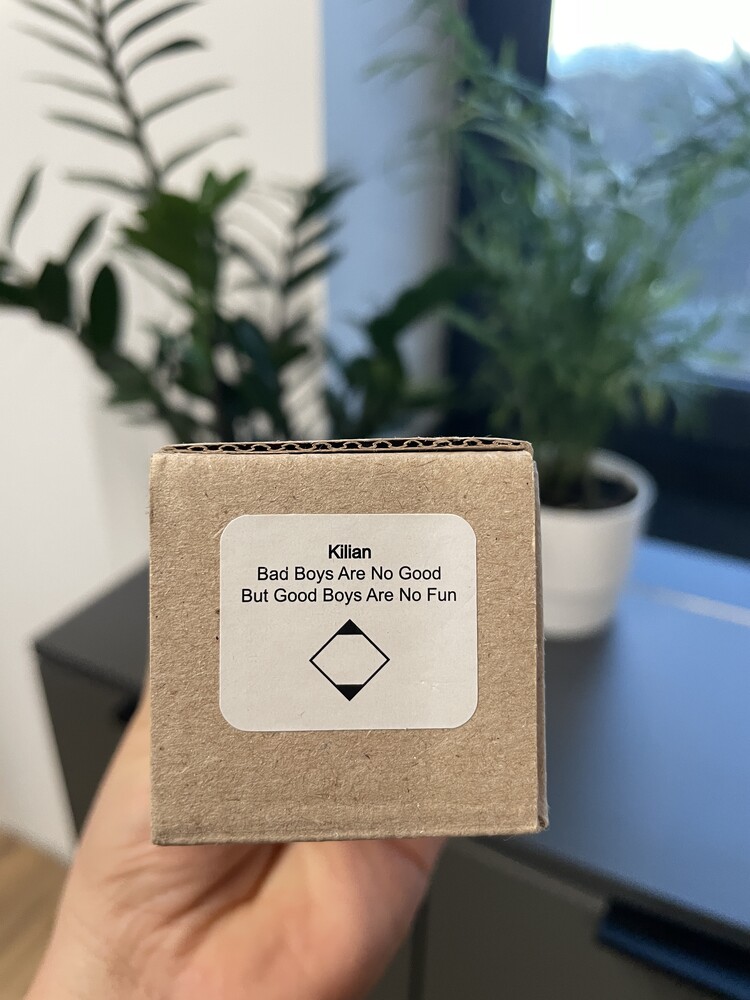 Kilian
Bad Boys Are No Good
But Good Boys Are No Fun